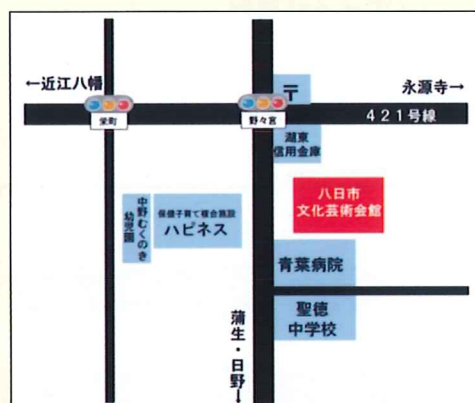 ←近江八幡
永源寺→
〒
421号線
栄町
野々宮
湖東
信用金庫
八日市
文化芸術会館
中野むくのき
幼児園
保健子育て複合施設
ハピネス
青葉病院
聖徳
中学校
蒲生・日野→